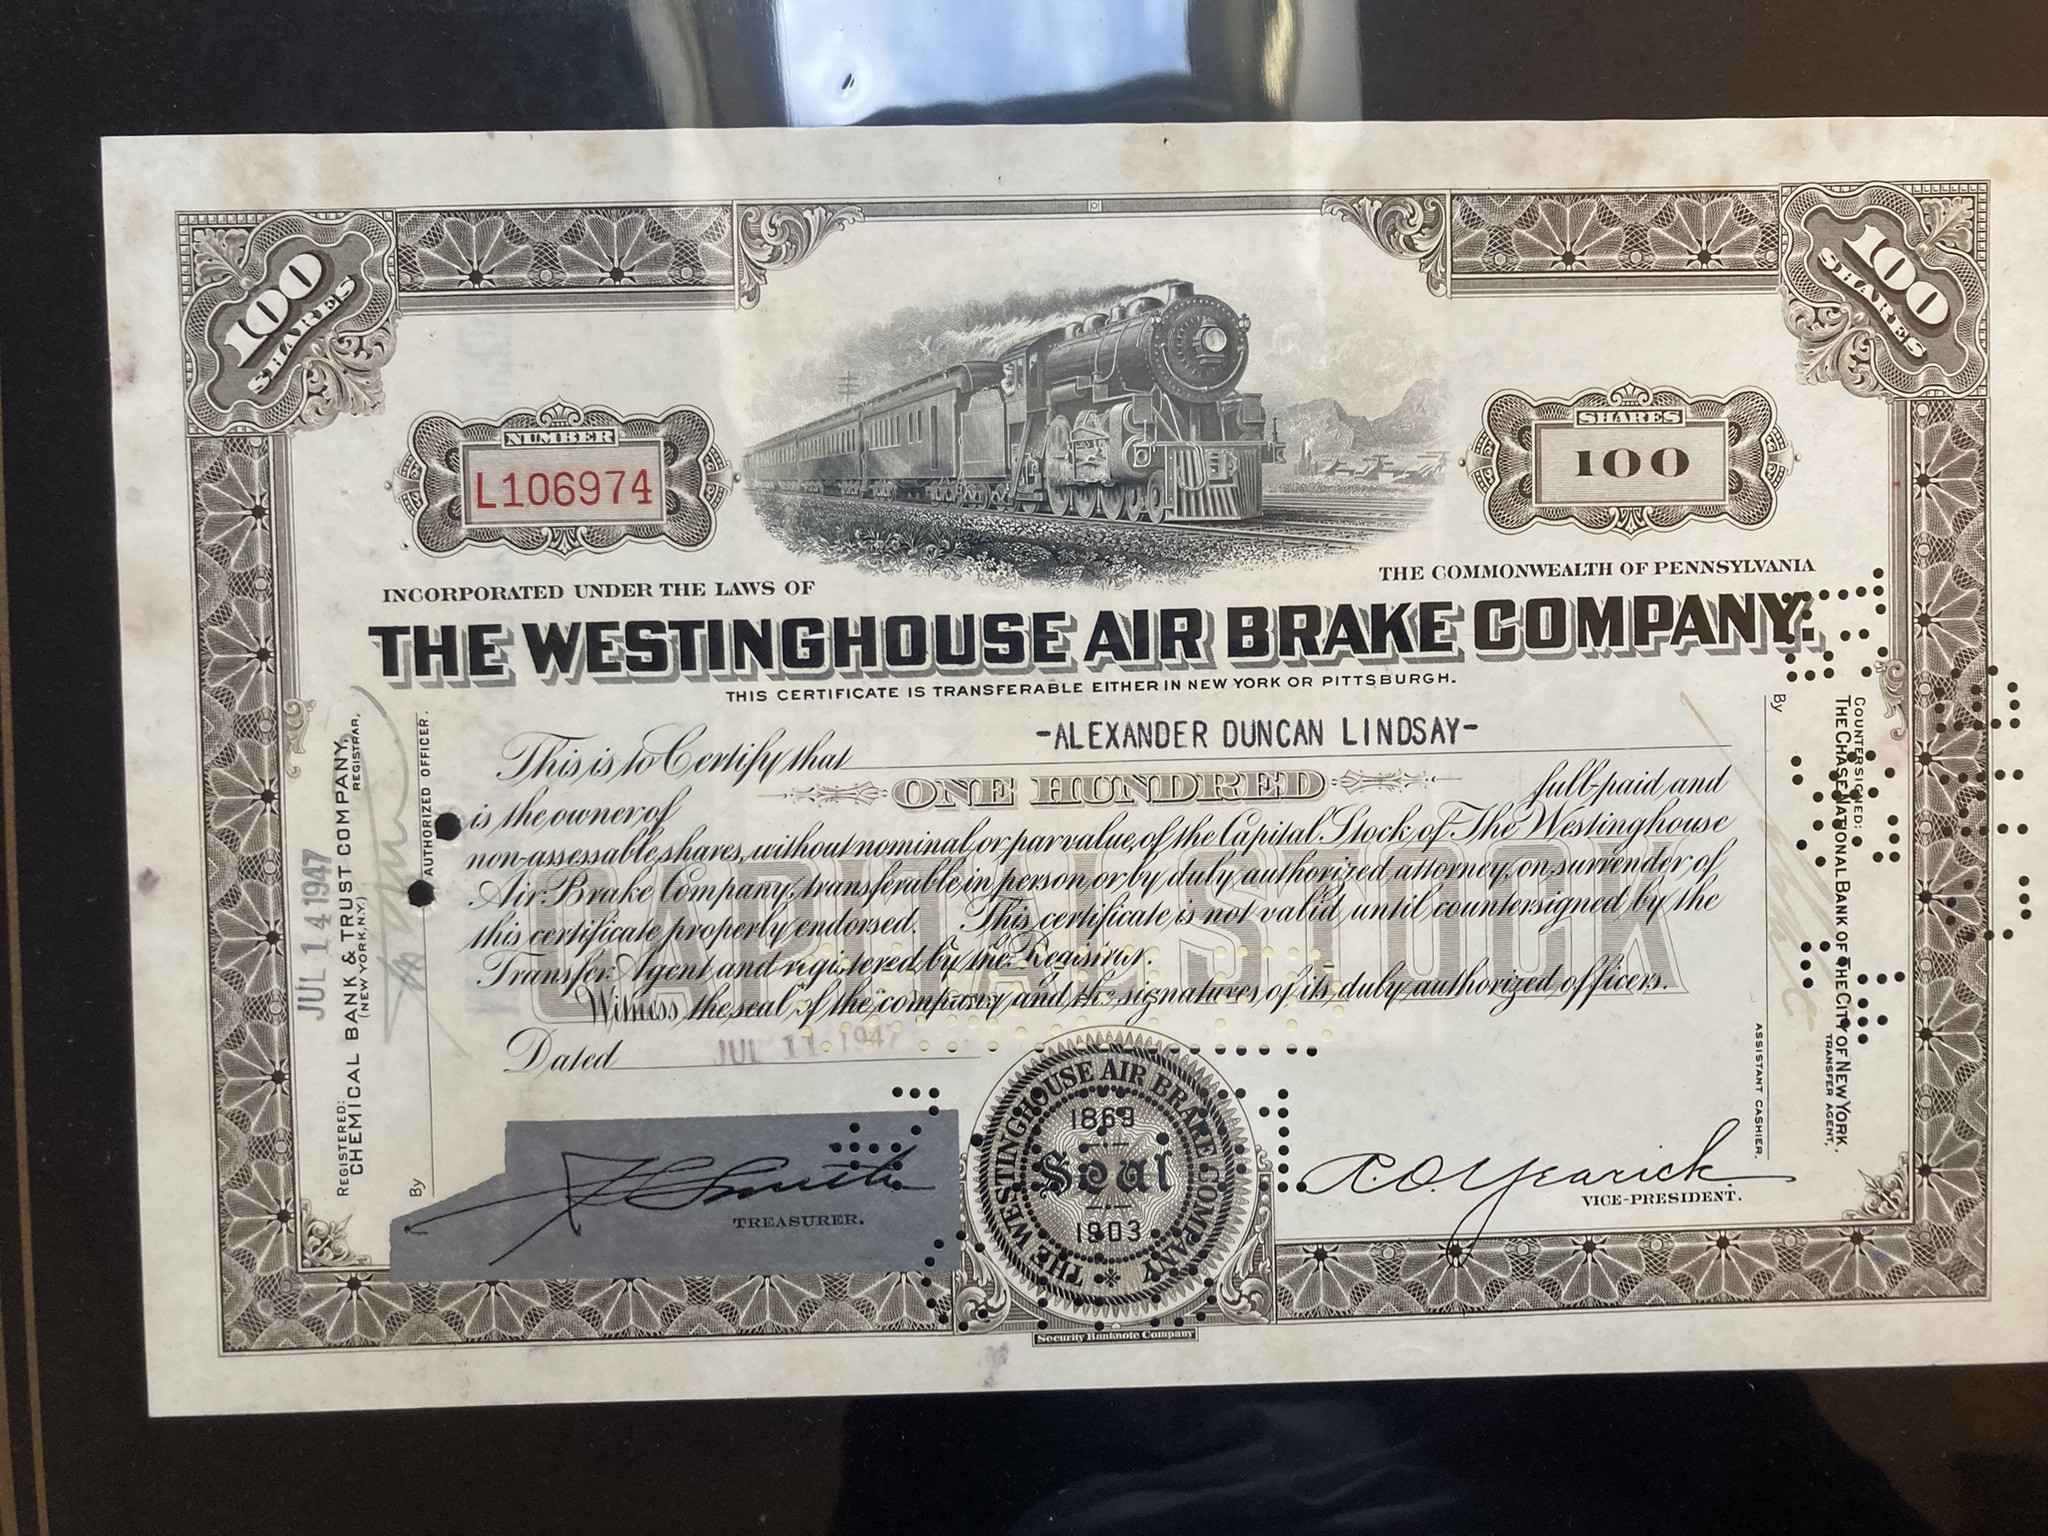 100 SHARES
100 SHARES
NUMBER
L106974
SHARES
100
INCORPORATED UNDER THE LAWS OF
THE COMMONWEALTH OF PENNSYLVANIA
THE WESTINGHOUSE AIR BRAKE COMPANY.
THIS CERTIFICATE IS TRANSFERABLE EITHER IN NEW YORK OR PITTSBURGH.
This is to Certify that -ALEXANDER DUNCAN LINDSAY-
is the owner of ONE HUNDRED full-paid and
non-assessable shares, without nominal or par value, of the Capital Stock of The Westinghouse
Air Brake Company, transferable in person or by duly authorized attorney on surrender of
this certificate properly endorsed. This certificate is not valid until countersigned by the
Transfer Agent and registered by the Registrar.
Witness the seal of the company and the signatures of its duly authorized officers.
CAPITAL STOCK
Dated JUL 11 1947
THE WESTINGHOUSE AIR BRAKE COMPANY
1869
Seal
1903
TREASURER.
R.O. Yearick
VICE-PRESIDENT.
Security Banknote Company
JUL 14 1947
REGISTERED:
CHEMICAL BANK & TRUST COMPANY,
(NEW YORK, N.Y.) REGISTRAR,
By AUTHORIZED OFFICER.
COUNTERSIGNED:
THE CHASE NATIONAL BANK OF THE CITY OF NEW YORK,
TRANSFER AGENT,
By ASSISTANT CASHIER.